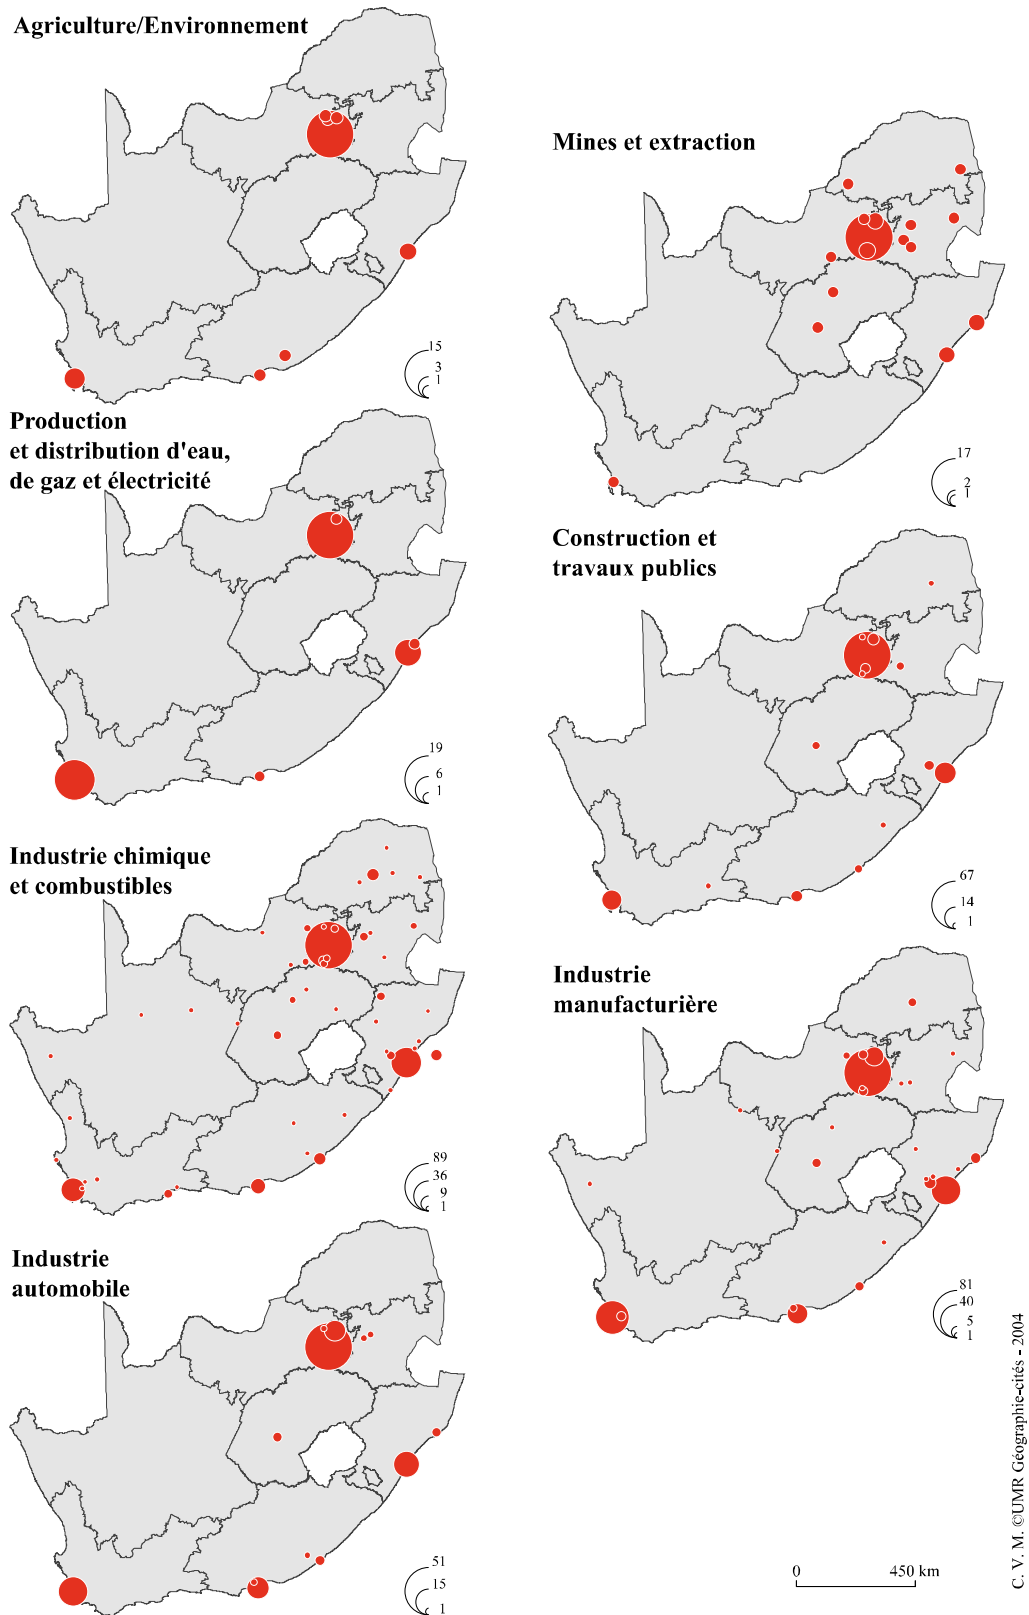 Agriculture/Environnement
15
3
1
Production
et distribution d'eau,
de gaz et électricité
19
6
1
Industrie chimique
et combustibles
89
36
9
1
Industrie
automobile
51
15
1
Mines et extraction
17
2
1
Construction et
travaux publics
67
14
1
Industrie
manufacturière
81
40
5
1
0 450 km
C. V. M. ©UMR Géographie-cités - 2004